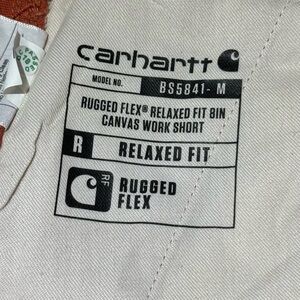 carhartt
MODEL NO. BS5841- M
RUGGED FLEX® RELAXED FIT 8IN
CANVAS WORK SHORT
R RELAXED FIT
RF RUGGED
FLEX